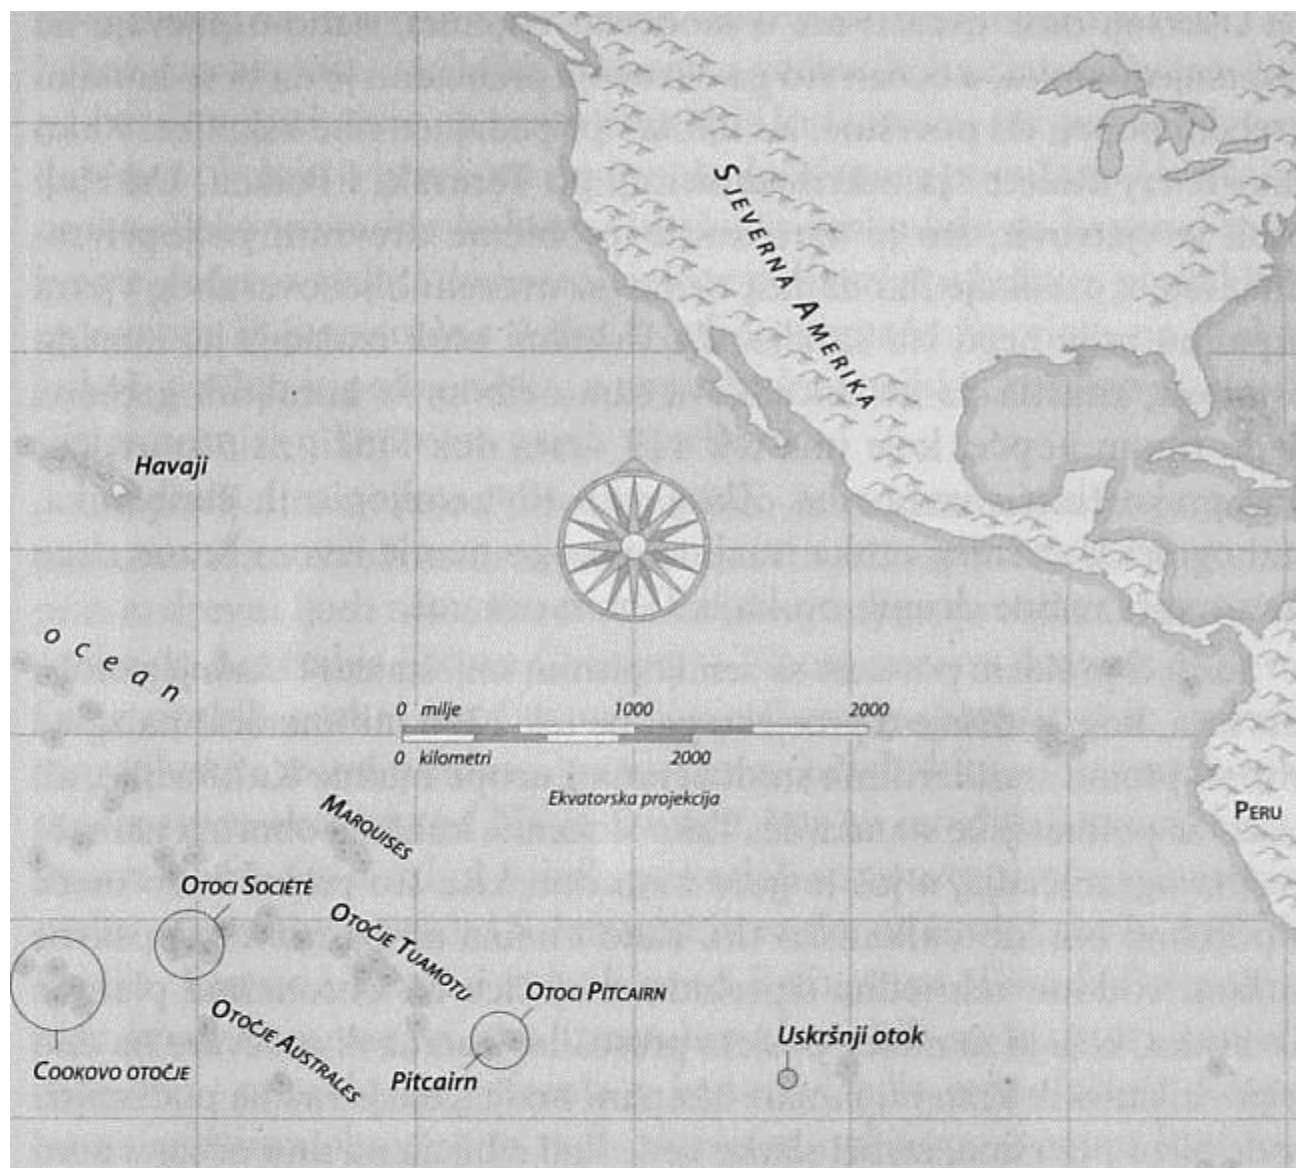 SJEVERNA AMERIKA
Havaji
ocean
0 milje 1000 2000
0 kilometri 2000
Ekvatorska projekcija
MARQUISES
PERU
OTOCI SOCIÉTÉ
OTOČJE TUAMOTU
OTOCI PITCAIRN
OTOČJE AUSTRALES
Uskršnji otok
COOKOVO OTOČJE
Pitcairn